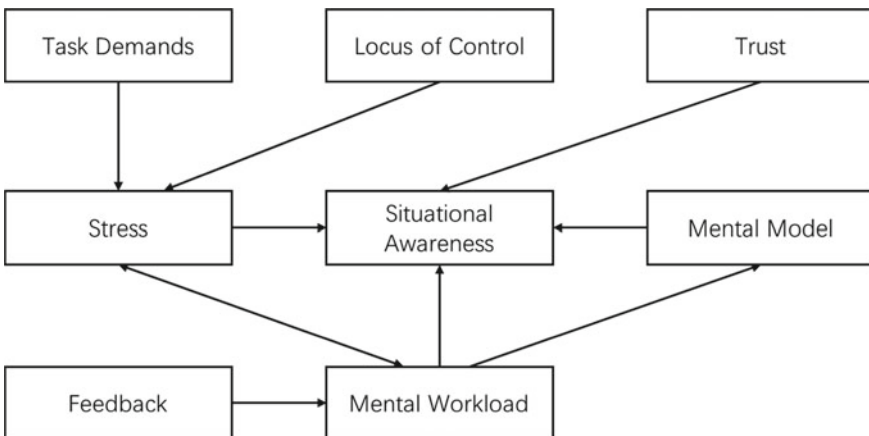 Task Demands
Locus of Control
Trust
Stress
Situational
Awareness
Mental Model
Feedback
Mental Workload